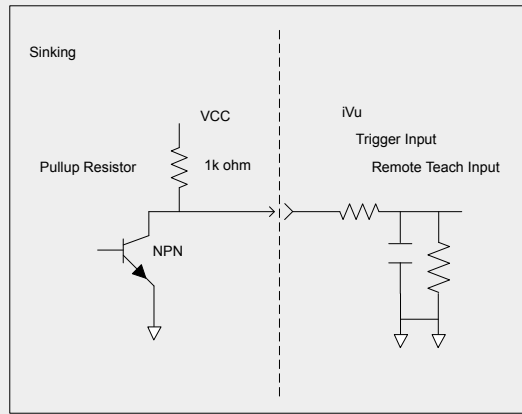 Sinking
VCC
iVu
Trigger Input
Pullup Resistor
1k ohm
Remote Teach Input
NPN